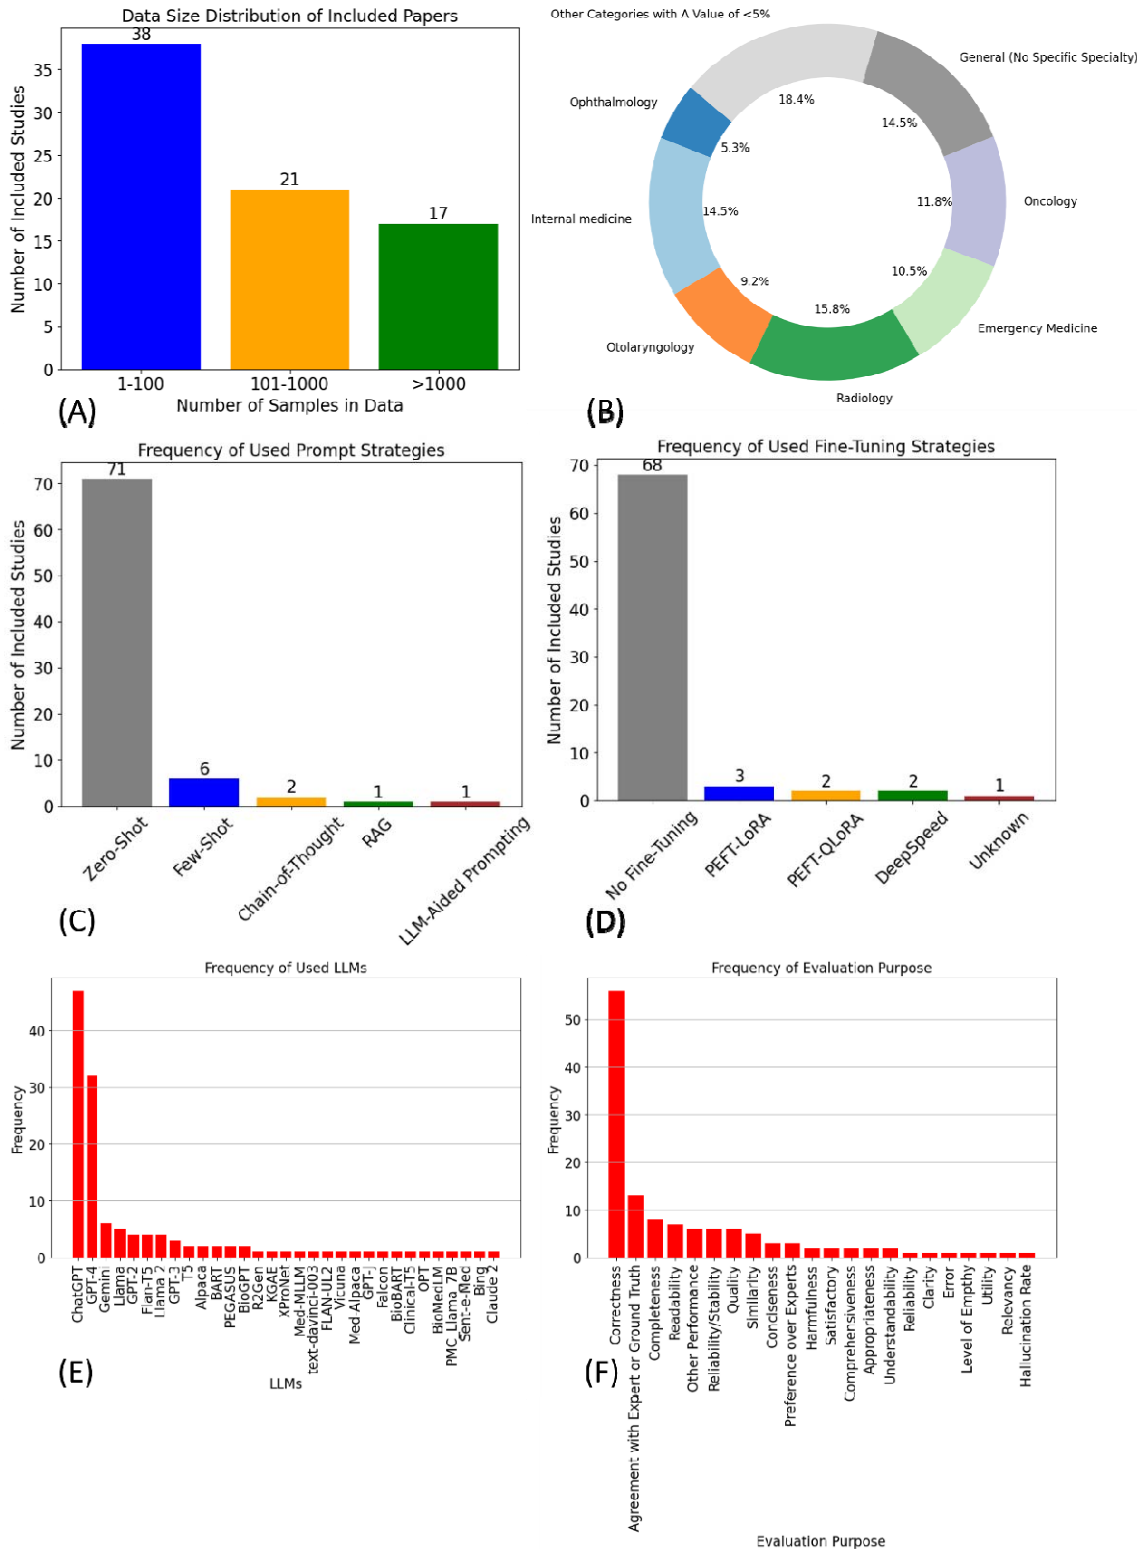 Data Size Distribution of Included Papers
Number of Included Studies
35
30
25
20
15
10
5
0
38
21
17
1-100
101-1000
>1000
Number of Samples in Data
(A)
Other Categories with A Value of <5%
General (No Specific Specialty)
Ophthalmology
Oncology
Internal medicine
Emergency Medicine
Otolaryngology
Radiology
18.4%
14.5%
5.3%
11.8%
14.5%
10.5%
9.2%
15.8%
(B)
Frequency of Used Prompt Strategies
Number of Included Studies
70
60
50
40
30
20
10
0
71
6
2
1
1
Zero-Shot
Few-Shot
Chain-of-Thought
RAG
LLM-Aided Prompting
(C)
Frequency of Used Fine-Tuning Strategies
Number of Included Studies
70
60
50
40
30
20
10
0
68
3
2
2
1
No Fine-Tuning
PEFT-LoRA
PEFT-QLoRA
DeepSpeed
Unknown
(D)
Frequency of Used LLMs
Frequency
40
30
20
10
0
ChatGPT
GPT-4
Gemini
Llama
GPT-2
Flan-T5
Llama 2
GPT-3
T5
Alpaca
BART
PEGASUS
BioGPT
R2Gen
KGAE
XProNet
Med-MLLM
text-davinci-003
FLAN-UL2
Vicuna
Med Alpaca
GPT-J
Falcon
BioBART
Clinical-T5
OPT
BioMedLM
PMC_Llama_7B
Sent-e-Med
Bing
Claude 2
LLMs
(E)
Frequency of Evaluation Purpose
Frequency
50
40
30
20
10
0
Correctness
Agreement with Expert or Ground Truth
Completeness
Readability
Other Performance
Reliability/Stability
Quality
Similarity
Conciseness
Preference over Experts
Harmfulness
Satisfactory
Comprehensiveness
Appropriateness
Understandability
Reliability
Clarity
Error
Level of Empthy
Utility
Relevancy
Hallucination Rate
Evaluation Purpose
(F)